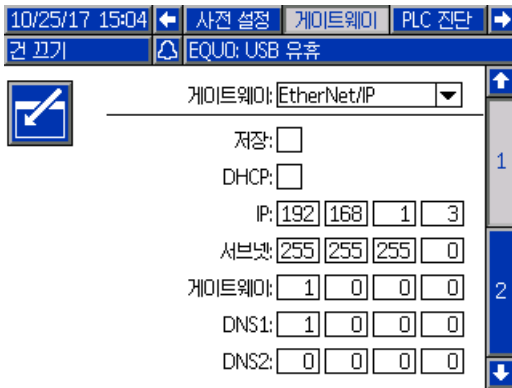 10/25/17 15:04 사전 설정 게이트웨이 PLC 진단
건 끄기 EQU0: USB 유휴
게이트웨이: EtherNet/IP
저장:
DHCP:
1
IP: 192 168 1 3
서브넷: 255 255 255 0
게이트웨이: 1 0 0 0
2
DNS1: 1 0 0 0
DNS2: 0 0 0 0